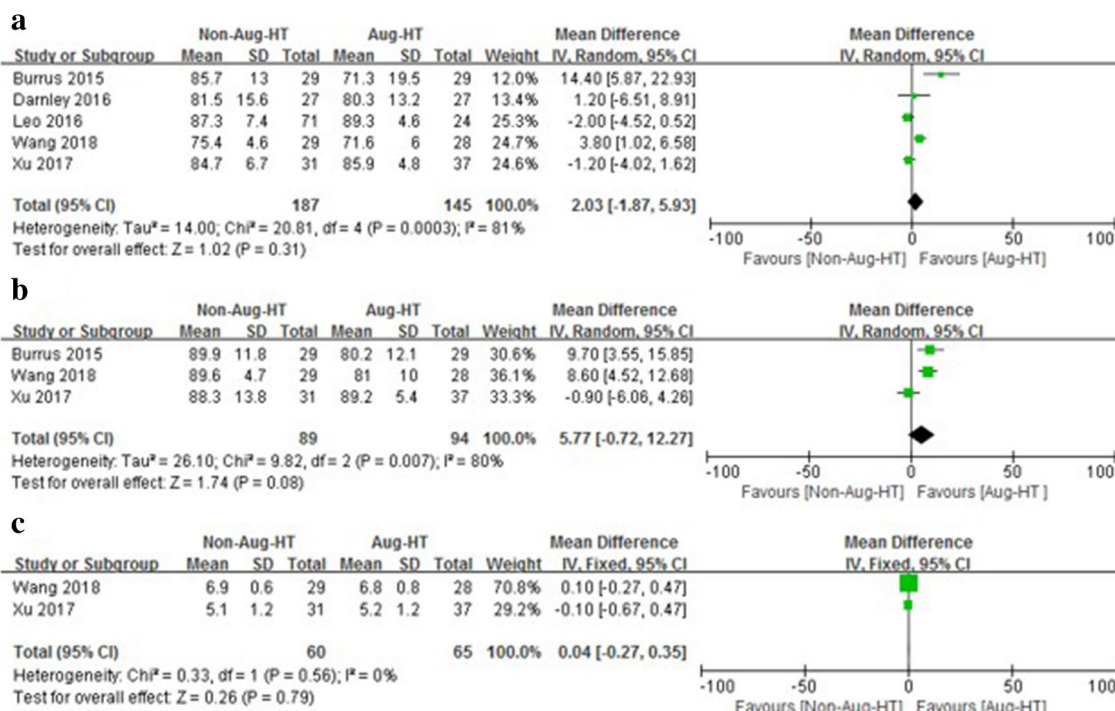 a
Non-Aug-HT Aug-HT Mean Difference Mean Difference
Study or Subgroup Mean SD Total Mean SD Total Weight IV, Random, 95% CI IV, Random, 95% CI
Burrus 2015 85.7 13 29 71.3 19.5 29 12.0% 14.40 [5.87, 22.93]
Darnley 2016 81.5 15.6 27 80.3 13.2 27 13.4% 1.20 [-6.51, 8.91]
Leo 2016 87.3 7.4 71 89.3 4.6 24 25.3% -2.00 [-4.52, 0.52]
Wang 2018 75.4 4.6 29 71.6 6 28 24.7% 3.80 [1.02, 6.58]
Xu 2017 84.7 6.7 31 85.9 4.8 37 24.6% -1.20 [-4.02, 1.62]
Total (95% CI) 187 145 100.0% 2.03 [-1.87, 5.93]
Heterogeneity: Tau² = 14.00; Chi² = 20.81, df = 4 (P = 0.0003); I² = 81%
Test for overall effect: Z = 1.02 (P = 0.31)
-100 -50 0 50 100
Favours [Non-Aug-HT] Favours [Aug-HT]
b
Non-Aug-HT Aug-HT Mean Difference Mean Difference
Study or Subgroup Mean SD Total Mean SD Total Weight IV, Random, 95% CI IV, Random, 95% CI
Burrus 2015 89.9 11.8 29 80.2 12.1 29 30.6% 9.70 [3.55, 15.85]
Wang 2018 89.6 4.7 29 81 10 28 36.1% 8.60 [4.52, 12.68]
Xu 2017 88.3 13.8 31 89.2 5.4 37 33.3% -0.90 [-6.06, 4.26]
Total (95% CI) 89 94 100.0% 5.77 [-0.72, 12.27]
Heterogeneity: Tau² = 26.10; Chi² = 9.82, df = 2 (P = 0.007); I² = 80%
Test for overall effect: Z = 1.74 (P = 0.08)
-100 -50 0 50 100
Favours [Non-Aug-HT] Favours [Aug-HT ]
c
Non-Aug-HT Aug-HT Mean Difference Mean Difference
Study or Subgroup Mean SD Total Mean SD Total Weight IV, Fixed, 95% CI IV, Fixed, 95% CI
Wang 2018 6.9 0.6 29 6.8 0.8 28 70.8% 0.10 [-0.27, 0.47]
Xu 2017 5.1 1.2 31 5.2 1.2 37 29.2% -0.10 [-0.67, 0.47]
Total (95% CI) 60 65 100.0% 0.04 [-0.27, 0.35]
Heterogeneity: Chi² = 0.33, df = 1 (P = 0.56); I² = 0%
Test for overall effect: Z = 0.26 (P = 0.79)
-100 -50 0 50 100
Favours [Non-Aug-HT] Favours [Aug-HT]